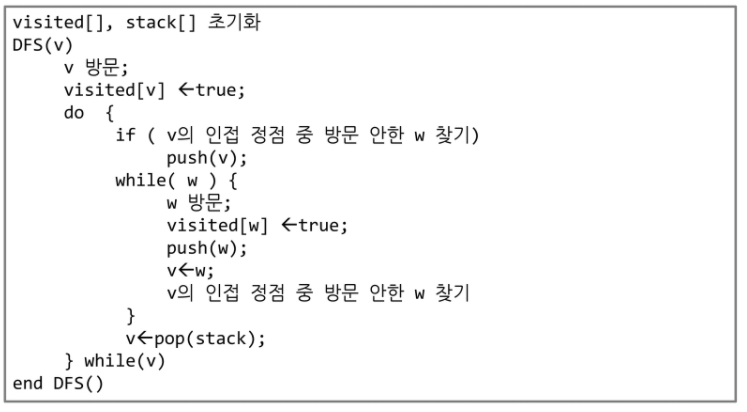 visited[], stack[] 초기화
DFS(v)
v 방문;
visited[v] ←true;
do {
if ( v의 인접 정점 중 방문 안한 w 찾기)
push(v);
while( w ) {
w 방문;
visited[w] ←true;
push(w);
v←w;
v의 인접 정점 중 방문 안한 w 찾기
}
v←pop(stack);
} while(v)
end DFS()